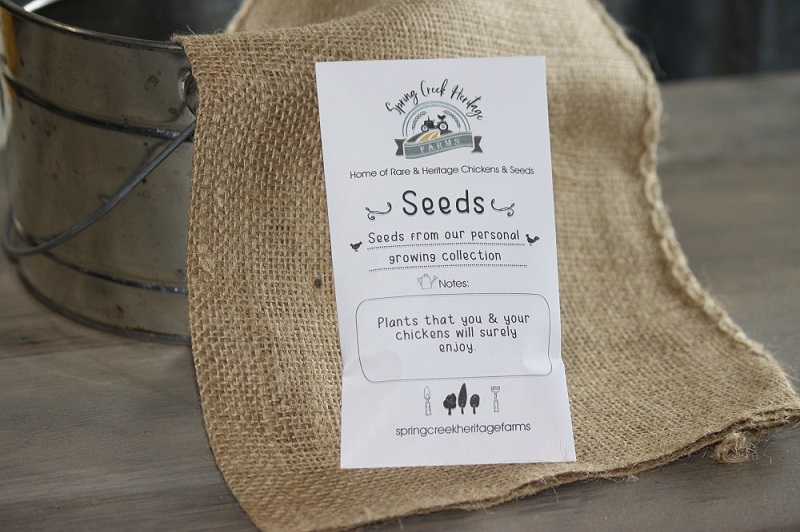 Spring Creek Heritage
FARMS
Home of Rare & Heritage Chickens & Seeds
Seeds
Seeds from our personal
growing collection
Notes:
Plants that you & your
chickens will surely
enjoy.
springcreekheritagefarms